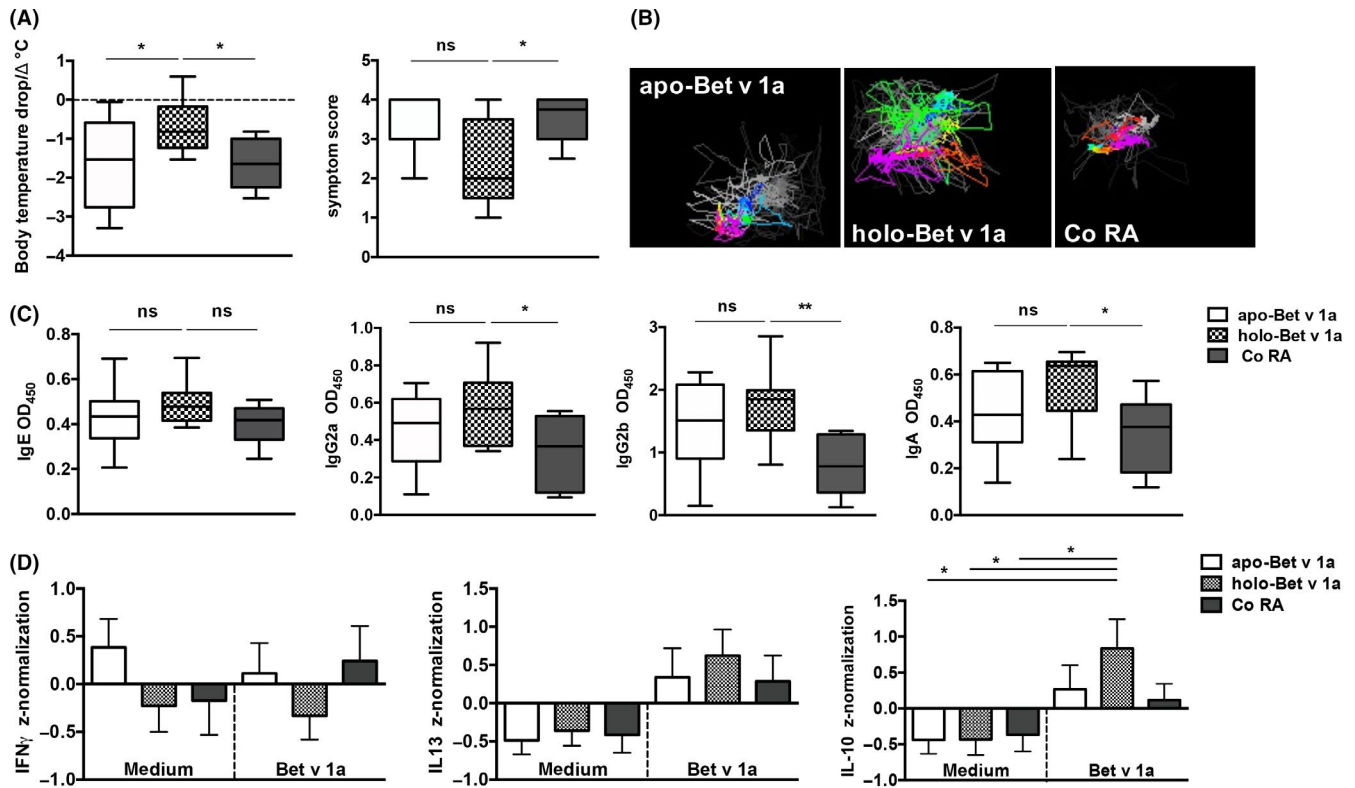 (A)
* *
Body temperature drop/Δ °C
1
0
–1
–2
–3
–4
ns *
symptom score
5
4
3
2
1
0
(B)
apo-Bet v 1a
holo-Bet v 1a
Co RA
(C)
ns ns
IgE OD450
0.8
0.6
0.4
0.2
0.0
ns *
IgG2a OD450
1.0
0.8
0.6
0.4
0.2
0.0
ns **
IgG2b OD450
3
2
1
0
ns *
IgA OD450
0.8
0.6
0.4
0.2
0.0
apo-Bet v 1a
holo-Bet v 1a
Co RA
(D)
IFNγ z-normalization
1.0
0.5
0.0
–0.5
–1.0
Medium Bet v 1a
IL13 z-normalization
1.5
1.0
0.5
0.0
–0.5
–1.0
Medium Bet v 1a
* * *
IL-10 z-normalization
1.5
1.0
0.5
0.0
–0.5
–1.0
Medium Bet v 1a
apo-Bet v 1a
holo-Bet v 1a
Co RA